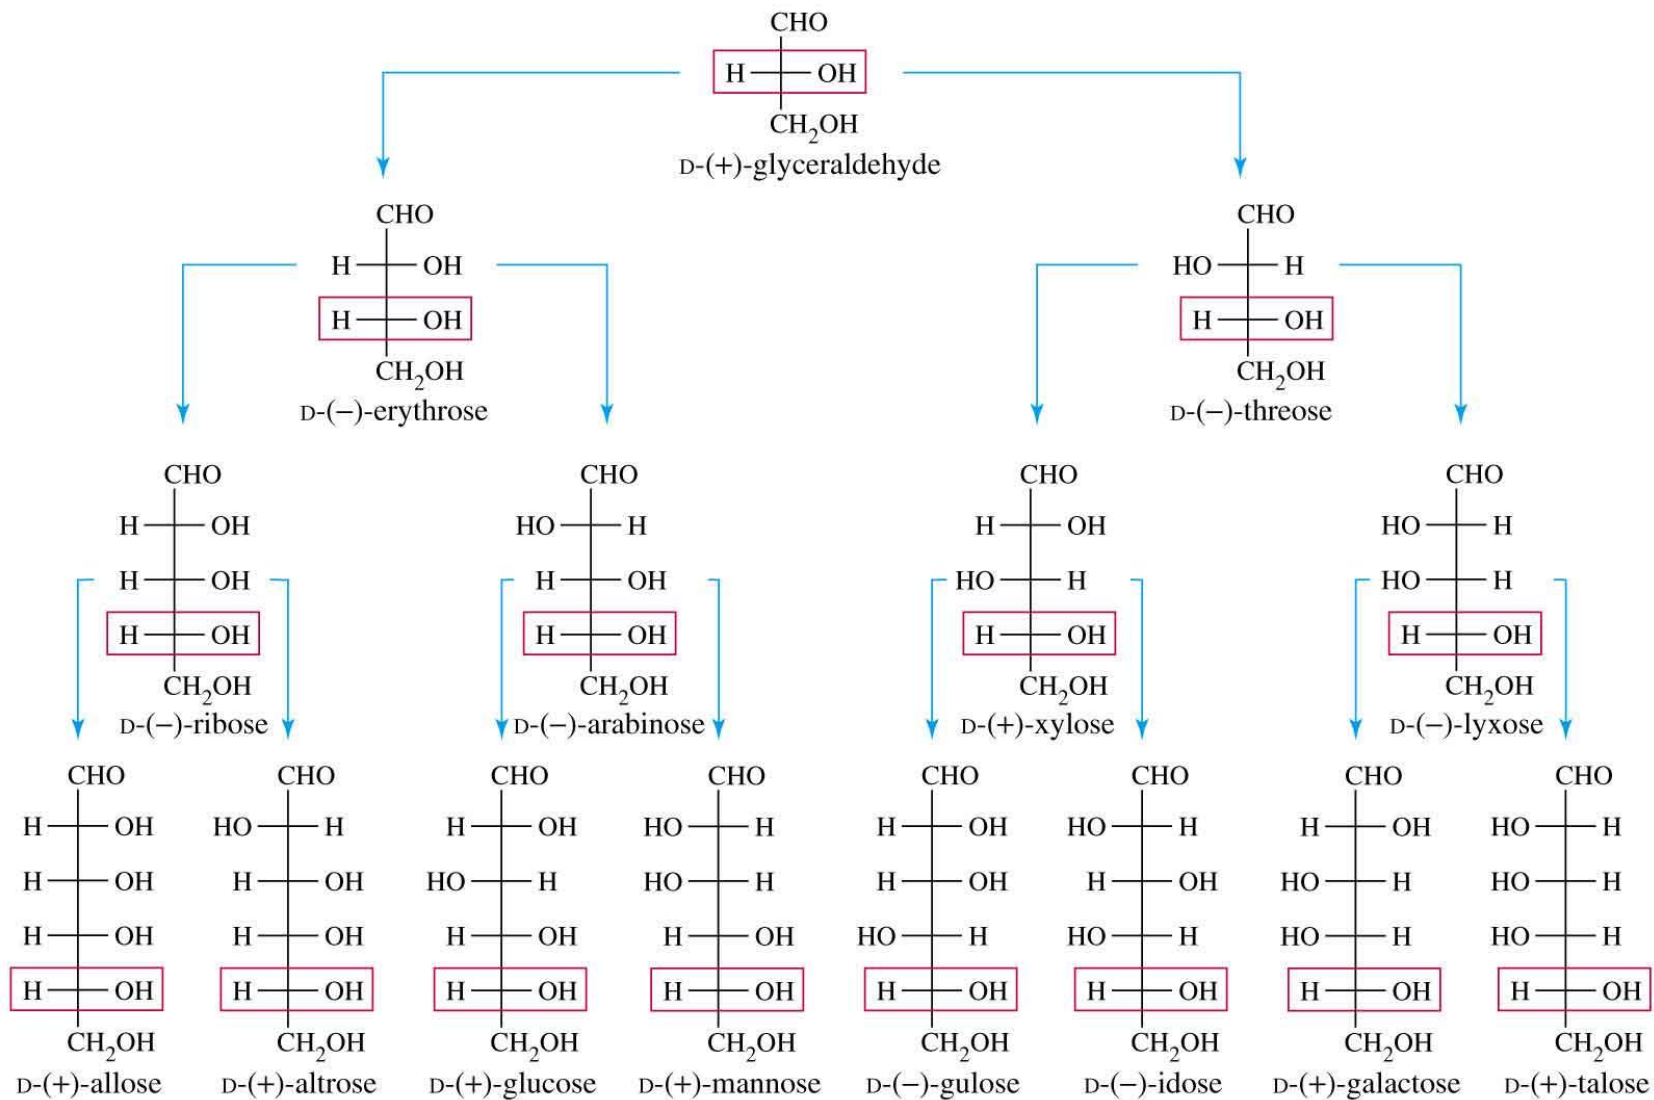 CHO
H OH
CH₂OH
D-(+)-glyceraldehyde
CHO CHO
H OH HO H
H OH H OH
CH₂OH CH₂OH
D-(−)-erythrose D-(−)-threose
CHO CHO CHO CHO
H OH HO H H OH HO H
H OH H OH HO H HO H
H OH H OH H OH H OH
CH₂OH CH₂OH CH₂OH CH₂OH
D-(−)-ribose D-(−)-arabinose D-(+)-xylose D-(−)-lyxose
CHO CHO CHO CHO CHO CHO CHO CHO
H OH HO H H OH HO H H OH HO H H OH HO H
H OH H OH HO H HO H H OH H OH HO H HO H
H OH H OH H OH H OH HO H HO H HO H HO H
H OH H OH H OH H OH H OH H OH H OH H OH
CH₂OH CH₂OH CH₂OH CH₂OH CH₂OH CH₂OH CH₂OH CH₂OH
D-(+)-allose D-(+)-altrose D-(+)-glucose D-(+)-mannose D-(−)-gulose D-(−)-idose D-(+)-galactose D-(+)-talose